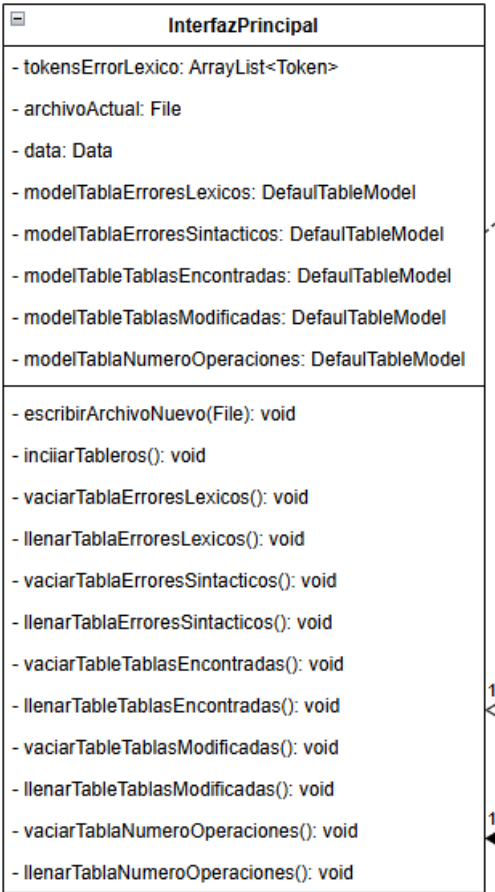 InterfazPrincipal
- tokensErrorLexico: ArrayList<Token>
- archivoActual: File
- data: Data
- modelTablaErroresLexicos: DefaulTableModel
- modelTablaErroresSintacticos: DefaulTableModel
- modelTableTablasEncontradas: DefaulTableModel
- modelTableTablasModificadas: DefaulTableModel
- modelTablaNumeroOperaciones: DefaulTableModel
- escribirArchivoNuevo(File): void
- inciiarTableros(): void
- vaciarTablaErroresLexicos(): void
- llenarTablaErroresLexicos(): void
- vaciarTablaErroresSintacticos(): void
- llenarTablaErroresSintacticos(): void
- vaciarTableTablasEncontradas(): void
- llenarTableTablasEncontradas(): void
1
- vaciarTableTablasModificadas(): void
- llenarTableTablasModificadas(): void
- vaciarTablaNumeroOperaciones(): void
1
- llenarTablaNumeroOperaciones(): void